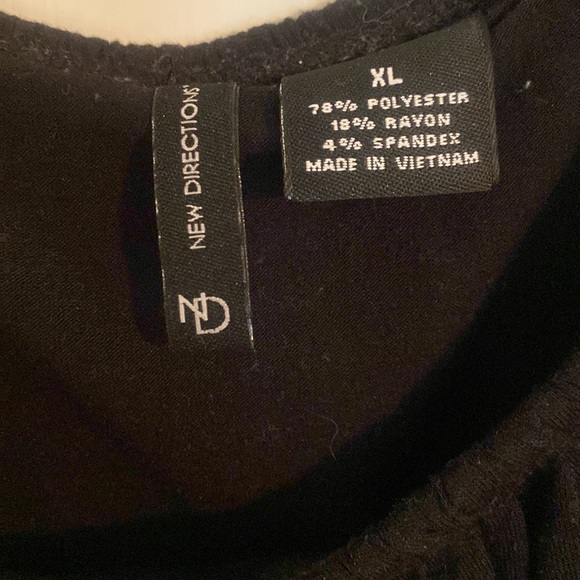 NEW DIRECTIONS
ND
XL
78% POLYESTER
18% RAYON
4% SPANDEX
MADE IN VIETNAM